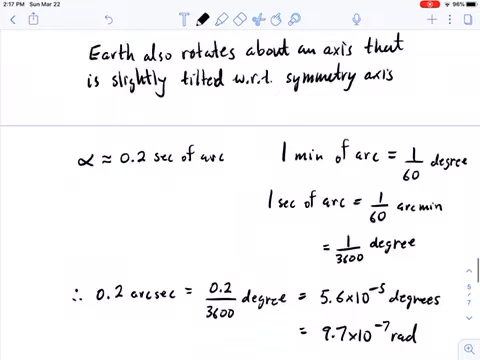 2:17 PM Sun Mar 22
96%
Earth also rotates about an axis that
is slightly tilted w.r.t. symmetry axis
α ≈ 0.2 sec of arc
1 min of arc = 1/60 degree
1 sec of arc = 1/60 arcmin
= 1/3600 degree
∴ 0.2 arcsec = 0.2/3600 degree = 5.6×10⁻⁵ degrees
= 9.7×10⁻⁷ rad
5
7